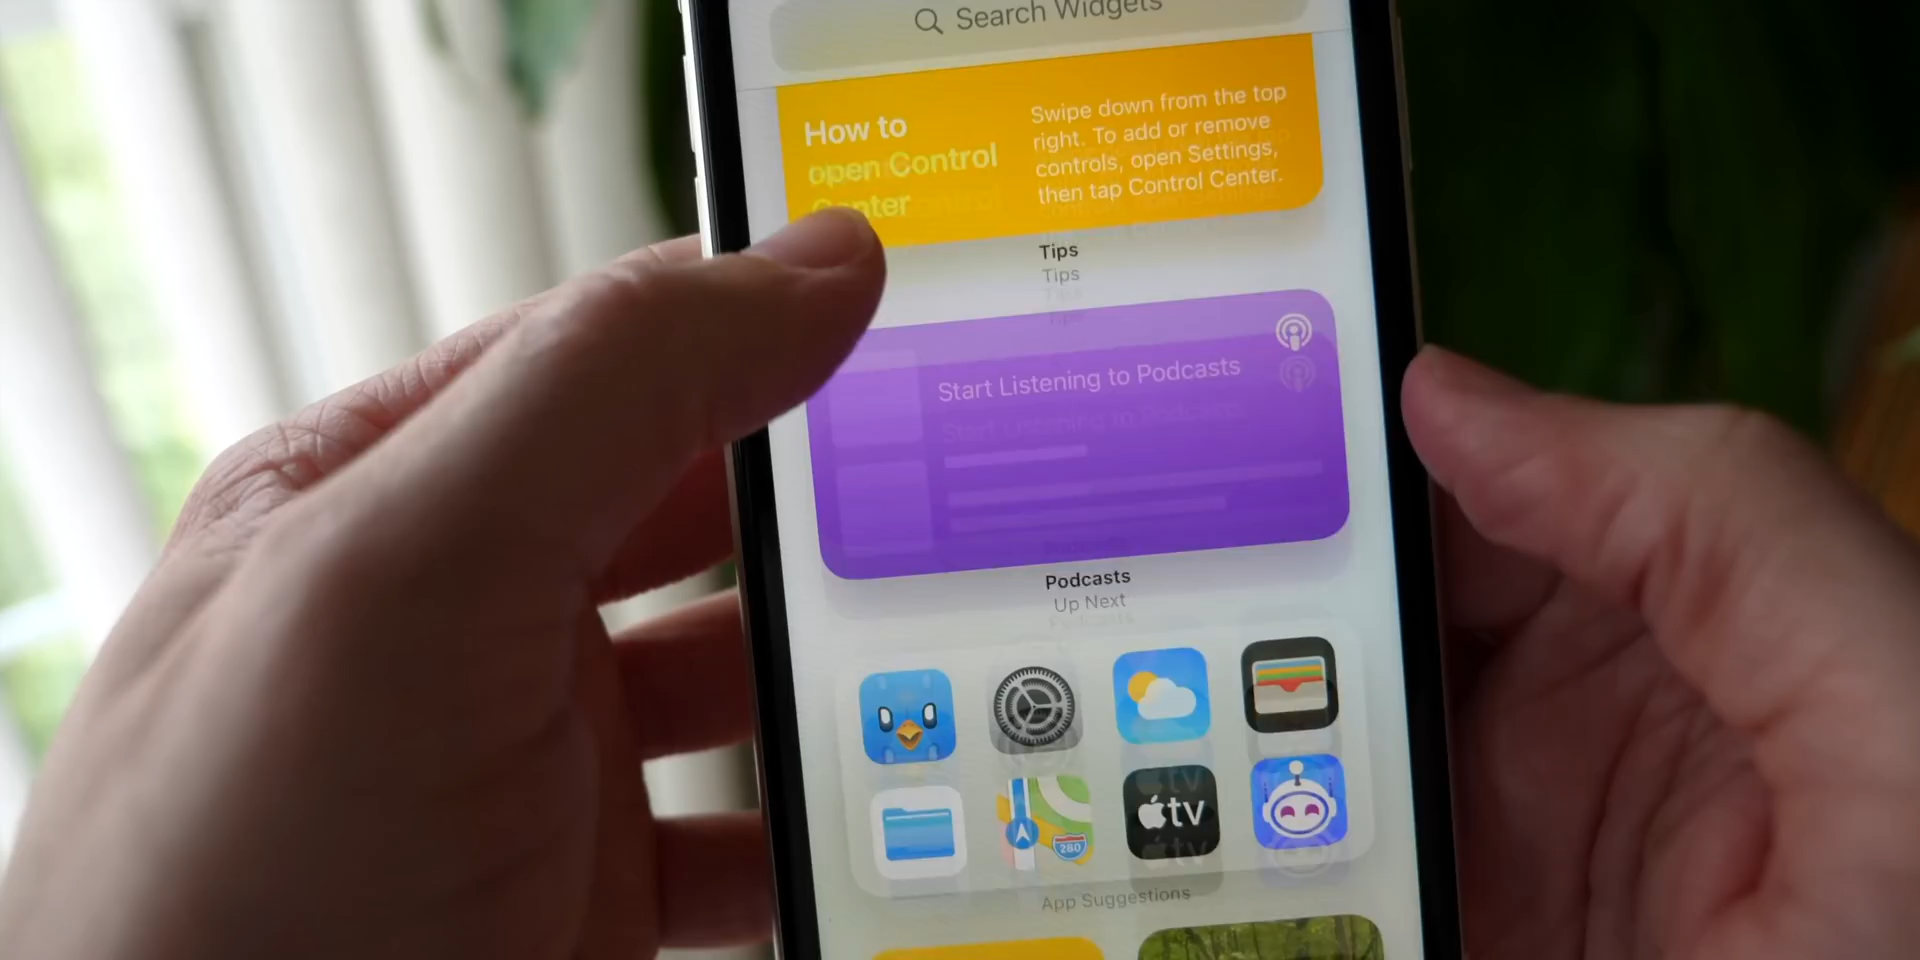 Search Widgets
How to
open Control
Center
Swipe down from the top
right. To add or remove
controls, open Settings,
then tap Control Center.
Tips
Tips
Start Listening to Podcasts
Podcasts
Up Next
280
tv
App Suggestions